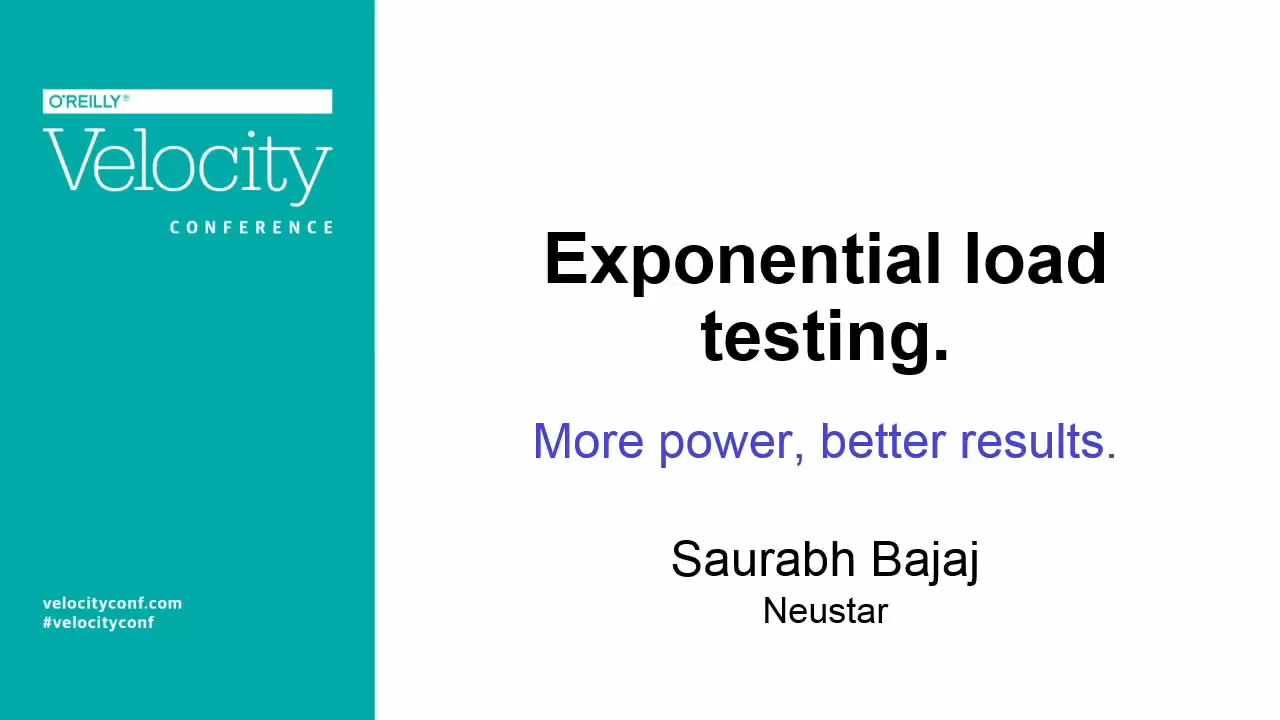 O'REILLY®
Velocity
CONFERENCE
Exponential load
testing.
More power, better results.
Saurabh Bajaj
Neustar
velocityconf.com
#velocityconf